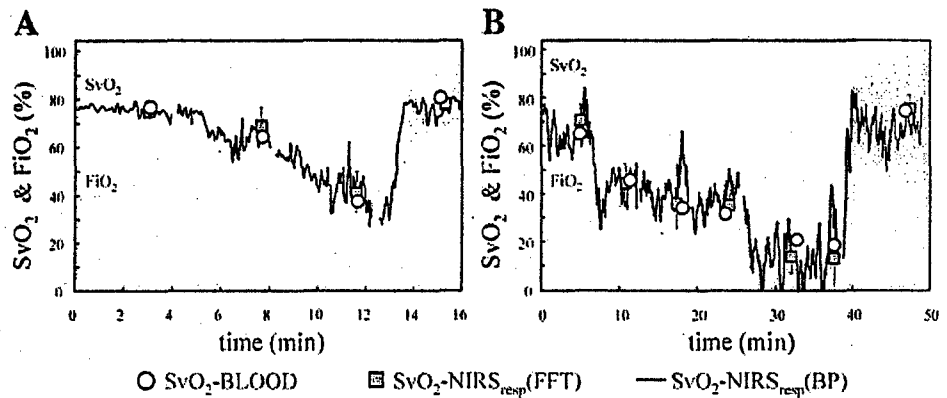 A
B
100
80
60
40
20
0
SvO₂ & FiO₂ (%)
SvO₂
FiO₂
0 2 4 6 8 10 12 14 16
time (min)
100
80
60
40
20
0
SvO₂ & FiO₂ (%)
SvO₂
FiO₂
0 10 20 30 40 50
time (min)
SvO₂-BLOOD
SvO₂-NIRSresp(FFT)
SvO₂-NIRSresp(BP)